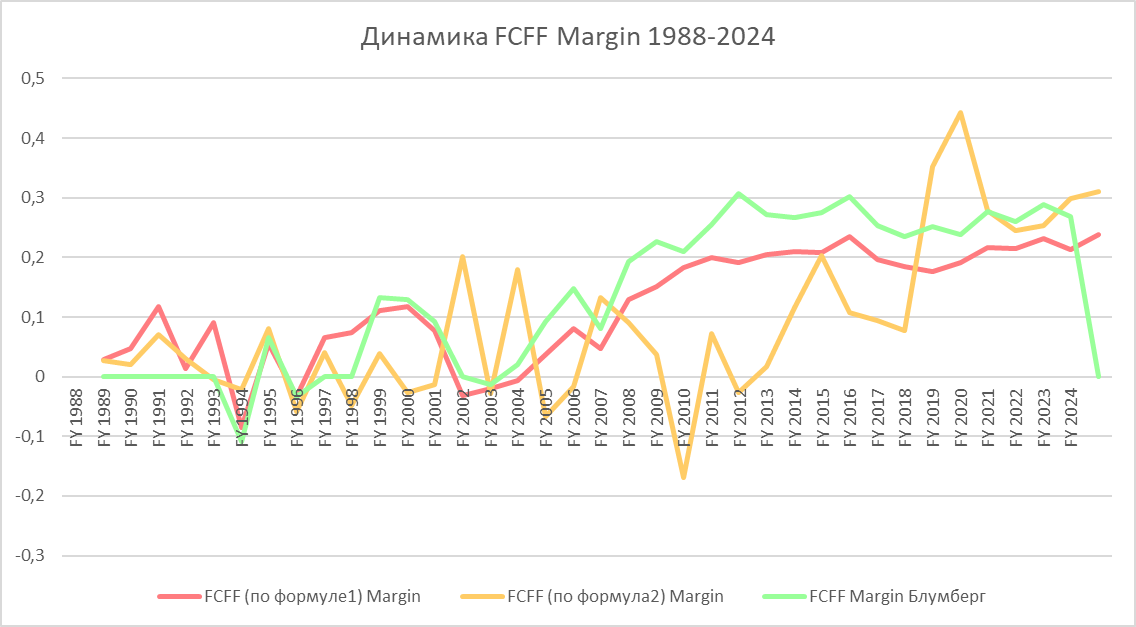 Динамика FCFF Margin 1988-2024
0,5
0,4
0,3
0,2
0,1
0
-0,1
-0,2
-0,3
FY 1988
FY 1989
FY 1990
FY 1991
FY 1992
FY 1993
FY 1994
FY 1995
FY 1996
FY 1997
FY 1998
FY 1999
FY 2000
FY 2001
FY 2002
FY 2003
FY 2004
FY 2005
FY 2006
FY 2007
FY 2008
FY 2009
FY 2010
FY 2011
FY 2012
FY 2013
FY 2014
FY 2015
FY 2016
FY 2017
FY 2018
FY 2019
FY 2020
FY 2021
FY 2022
FY 2023
FY 2024
FCFF (по формуле1) Margin
FCFF (по формула2) Margin
FCFF Margin Блумберг